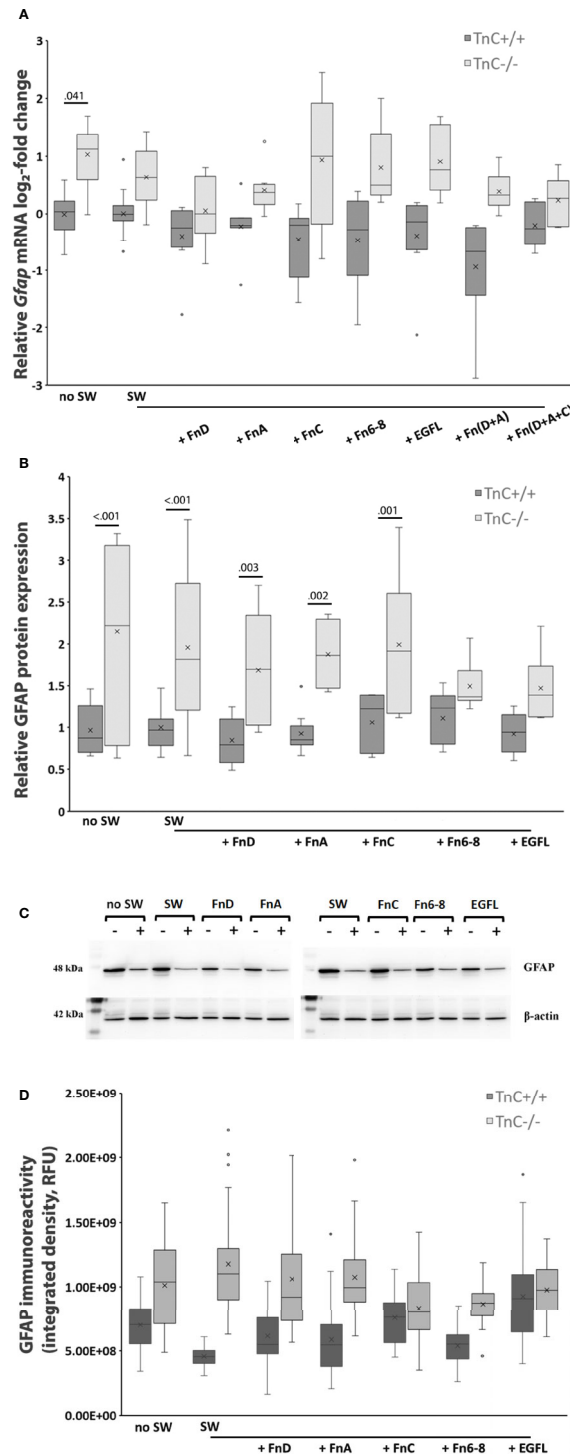 A
Relative Gfap mRNA log2-fold change
3
2
1
0
-1
-2
-3
TnC+/+
TnC-/-
.041
no SW
SW
+ FnD
+ FnA
+ FnC
+ Fn6-8
+ EGFL
+ Fn(D+A)
+ Fn(D+A+C)
B
Relative GFAP protein expression
4
3.5
3
2.5
2
1.5
1
0.5
0
TnC+/+
TnC-/-
<.001
<.001
.003
.002
.001
no SW
SW
+ FnD
+ FnA
+ FnC
+ Fn6-8
+ EGFL
C
no SW SW FnD FnA SW FnC Fn6-8 EGFL
- + - + - + - + - + - + - + - +
48 kDa GFAP
42 kDa β-actin
D
GFAP immunoreactivity
(integrated density, RFU)
2.50E+09
2.00E+09
1.50E+09
1.00E+09
5.00E+08
0.00E+00
TnC+/+
TnC-/-
no SW
SW
+ FnD
+ FnA
+ FnC
+ Fn6-8
+ EGFL